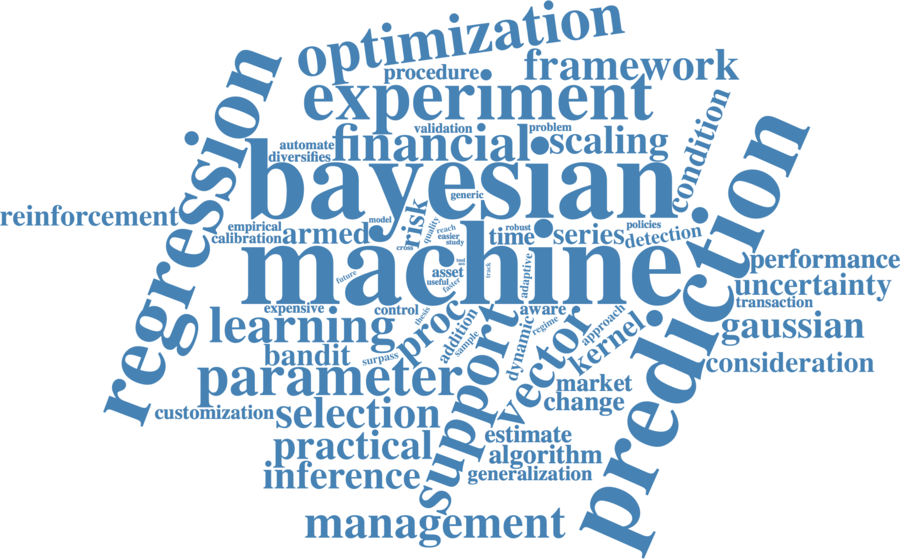 optimization
procedure
framework
experiment
regression
condition
validation
problem
automate
financial
scaling
diversifies
bayesian
prediction
generic
reinforcement
empirical
model
risk
quality
reach
robust
policies
calibration
armed
easier
time
series
detection
cross
study
machine
performance
future
asset
track
adaptive
useful
faster
uncertainty
transaction
expensive
control
thesis
proc
addition
aware
approach
learning
sample
support
dynamic
regime
vector
kernel
gaussian
bandit
surpass
consideration
parameter
market
change
customization
selection
estimate
practical
algorithm
inference
generalization
management